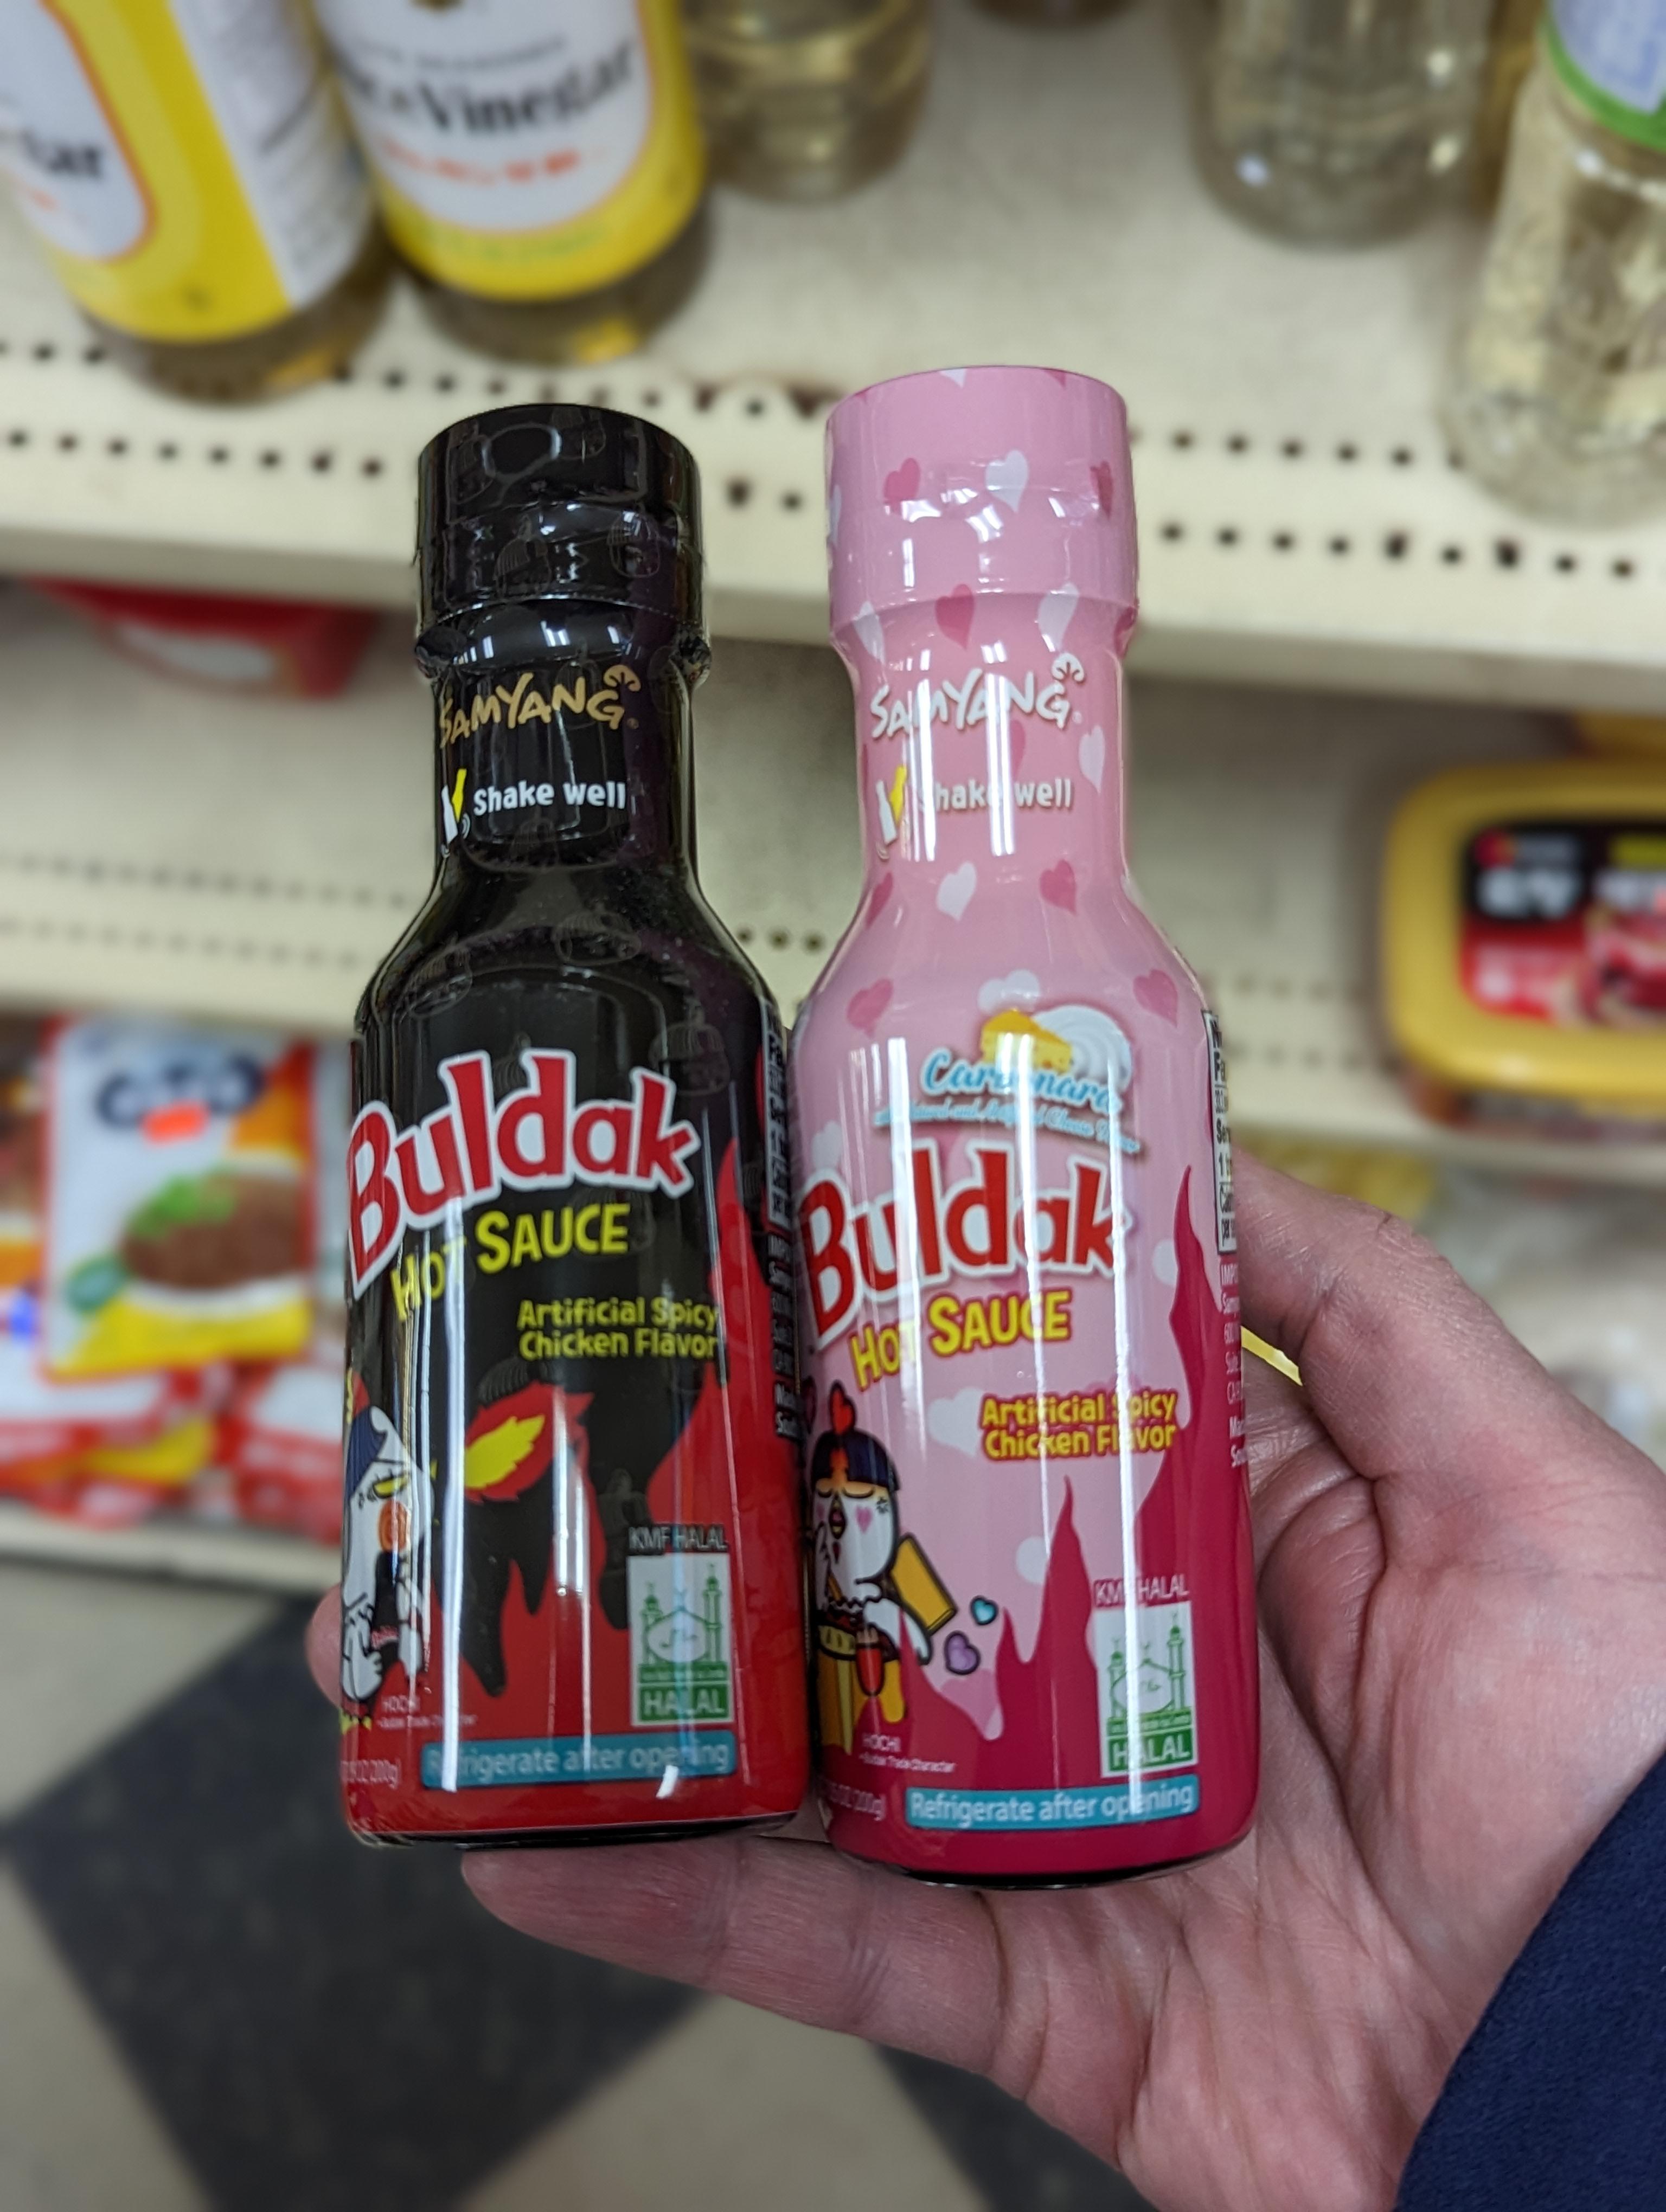 Vinegar
SAMYANG®
Shake well
Buldak
HOT SAUCE
Artificial Spicy
Chicken Flavor
KMF HALAL
HALAL
HOCHI
Refrigerate after opening
SAMYANG®
Shake well
Carbonara
Buldak
HOT SAUCE
Artificial Spicy
Chicken Flavor
KMF HALAL
HALAL
HOCHI
(200g)
Refrigerate after opening